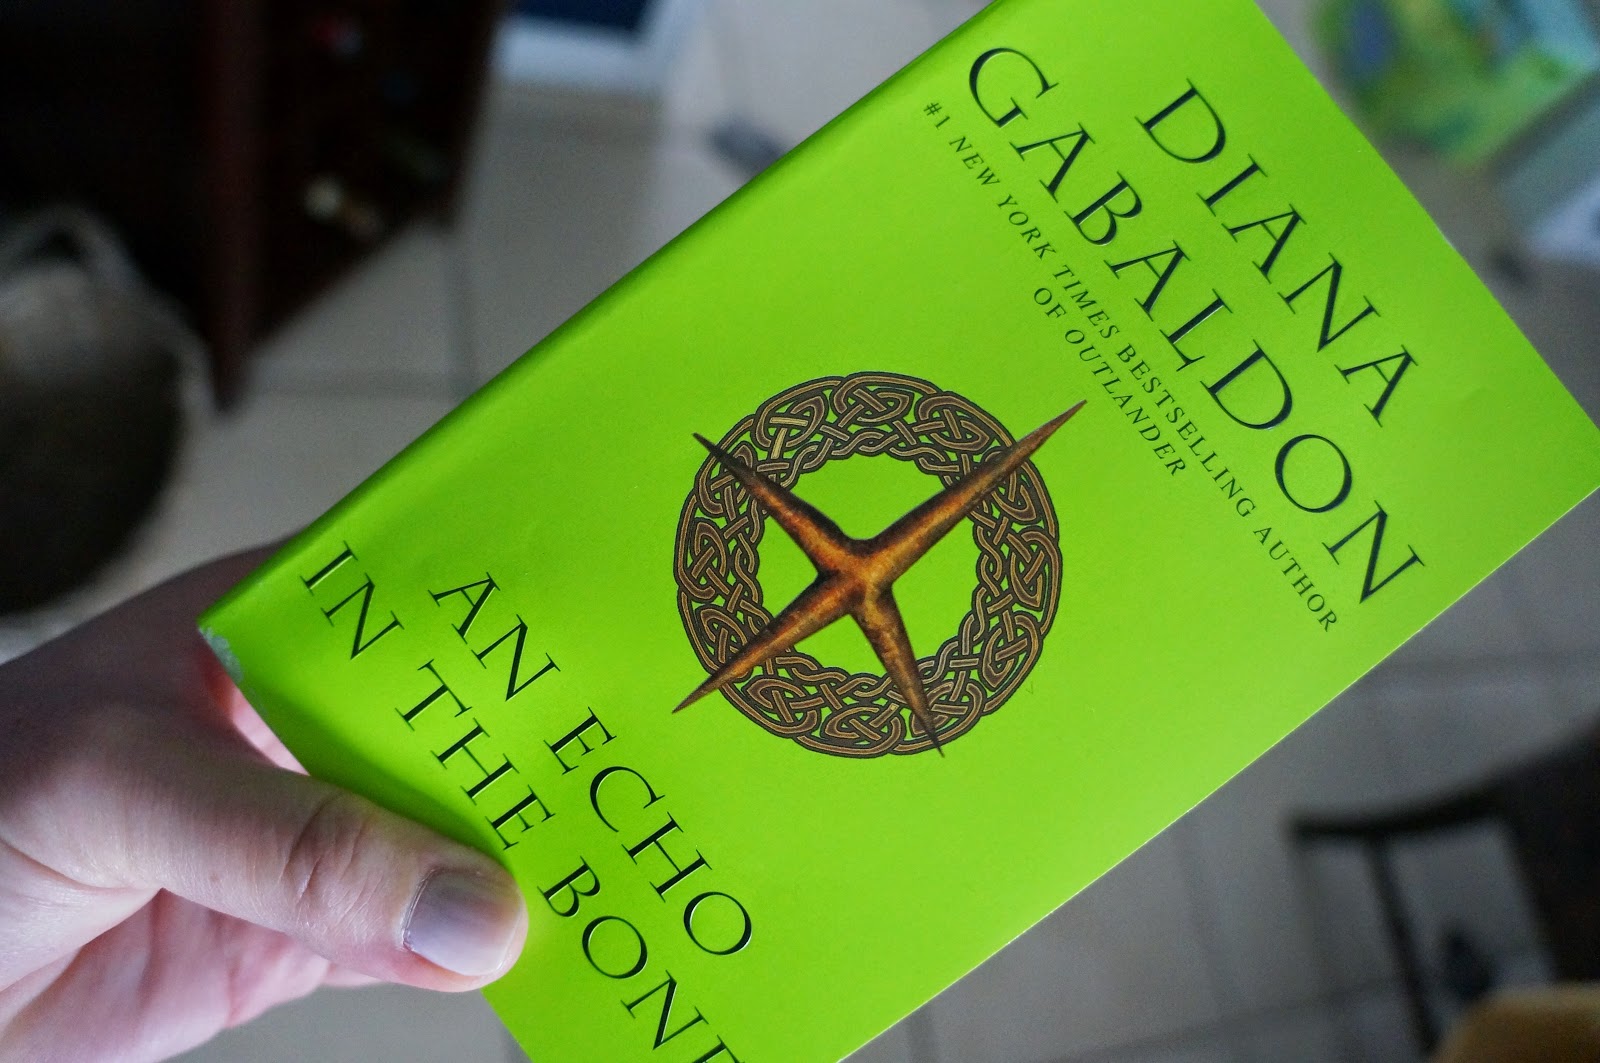 DIANA
GABALDON
#1 NEW YORK TIMES BESTSELLING AUTHOR
OF OUTLANDER
AN ECHO
IN THE BONE